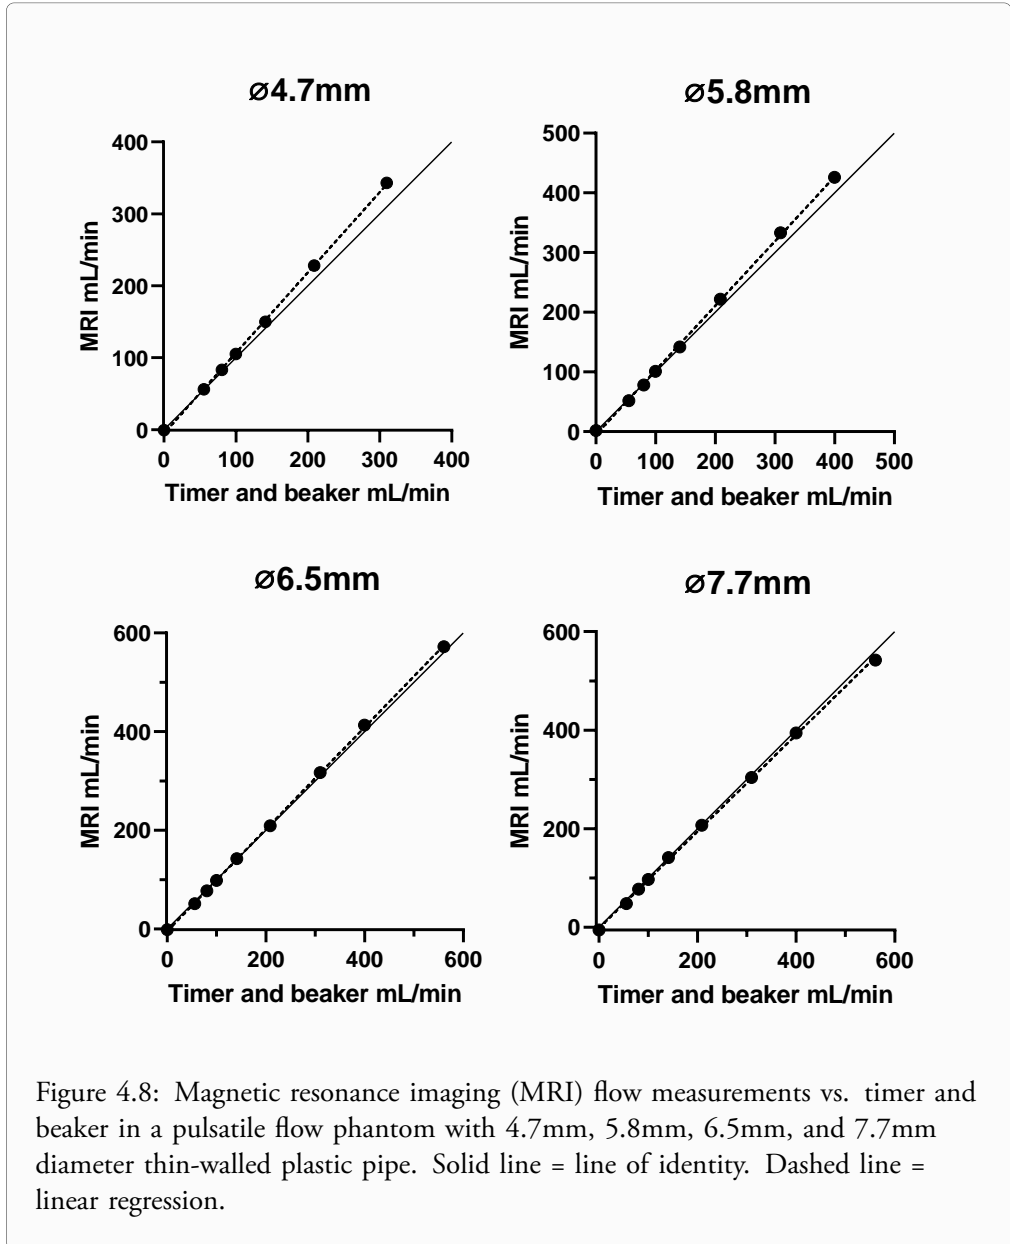 ⌀4.7mm
400
300
200
100
0
MRI mL/min
0 100 200 300 400
Timer and beaker mL/min
⌀5.8mm
500
400
300
200
100
0
MRI mL/min
0 100 200 300 400 500
Timer and beaker mL/min
⌀6.5mm
600
400
200
0
MRI mL/min
0 200 400 600
Timer and beaker mL/min
⌀7.7mm
600
400
200
0
MRI mL/min
0 200 400 600
Timer and beaker mL/min
Figure 4.8: Magnetic resonance imaging (MRI) flow measurements vs. timer and
beaker in a pulsatile flow phantom with 4.7mm, 5.8mm, 6.5mm, and 7.7mm
diameter thin-walled plastic pipe. Solid line = line of identity. Dashed line =
linear regression.